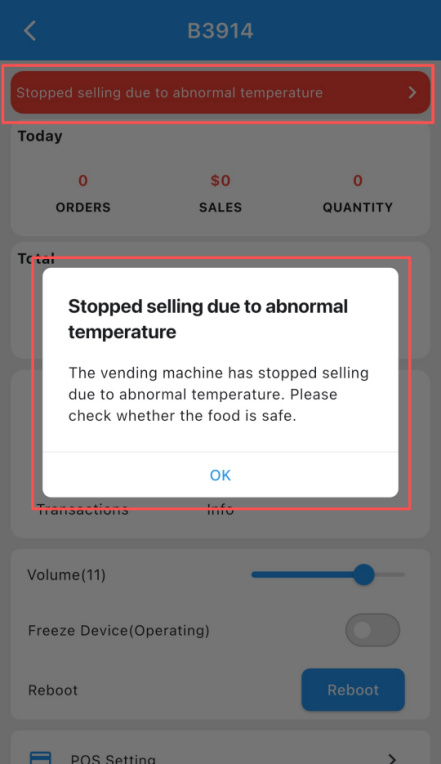 B3914
Stopped selling due to abnormal temperature
Today
0
$0
0
ORDERS
SALES
QUANTITY
Total
Stopped selling due to abnormal
temperature
The vending machine has stopped selling
due to abnormal temperature. Please
check whether the food is safe.
OK
Transactions
Info
Volume(11)
Freeze Device(Operating)
Reboot
Reboot
POS Setting